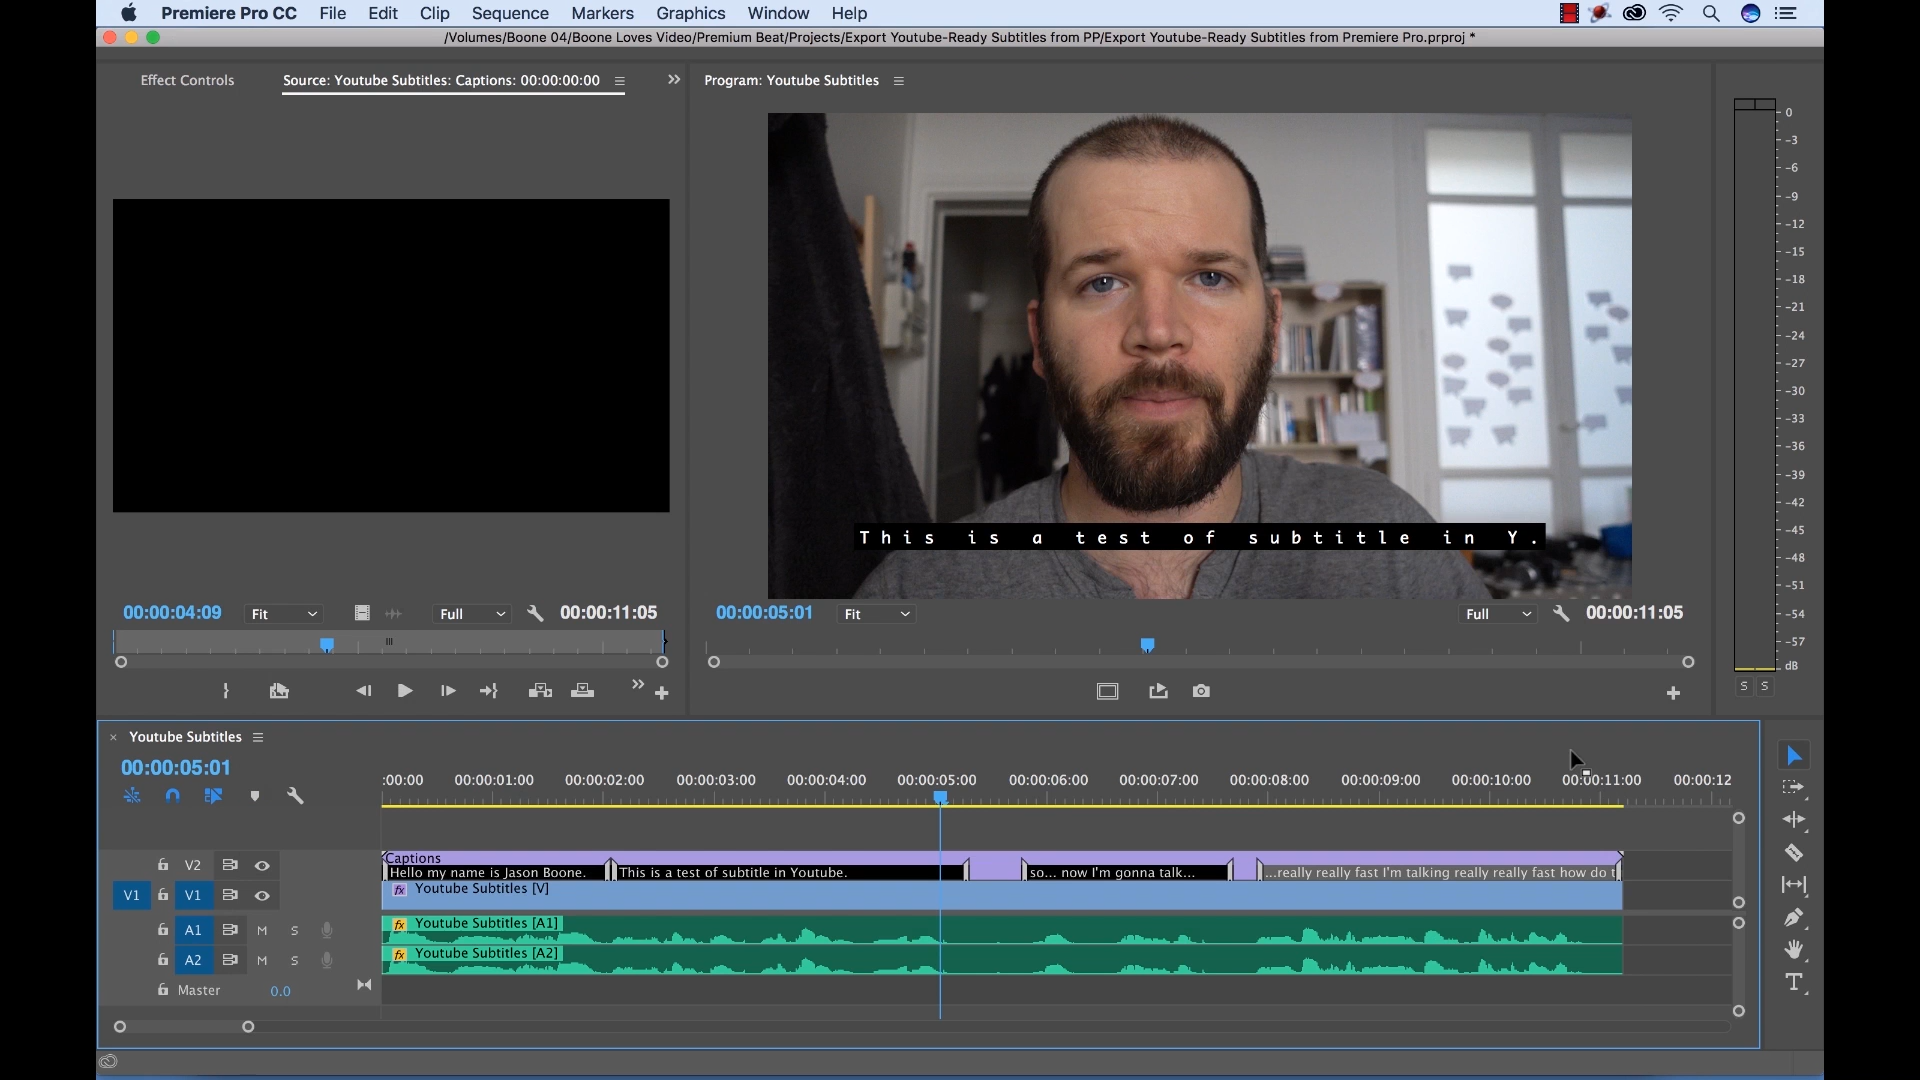 Premiere Pro CC File Edit Clip Sequence Markers Graphics Window Help
/Volumes/Boone 04/Boone Loves Video/Premium Beat/Projects/Export Youtube-Ready Subtitles from PP/Export Youtube-Ready Subtitles from Premiere Pro.prproj *
Effect Controls Source: Youtube Subtitles: Captions: 00:00:00:00
Program: Youtube Subtitles
This is a test of subtitle in Y.
0
-3
-6
-9
-12
-15
-18
-21
-24
-27
-30
-33
-36
-39
-42
-45
-48
-51
-54
-57
dB
S S
00:00:04:09 Fit Full 00:00:11:05
00:00:05:01 Fit Full 00:00:11:05
× Youtube Subtitles
00:00:05:01
:00:00 00:00:01:00 00:00:02:00 00:00:03:00 00:00:04:00 00:00:05:00 00:00:06:00 00:00:07:00 00:00:08:00 00:00:09:00 00:00:10:00 00:00:11:00 00:00:12
V2 Captions
Hello my name is Jason Boone. This is a test of subtitle in Youtube. so... now I'm gonna talk... ...really really fast I'm talking really really fast how do t
V1 V1 fx Youtube Subtitles [V]
A1 M S fx Youtube Subtitles [A1]
A2 M S fx Youtube Subtitles [A2]
Master 0.0